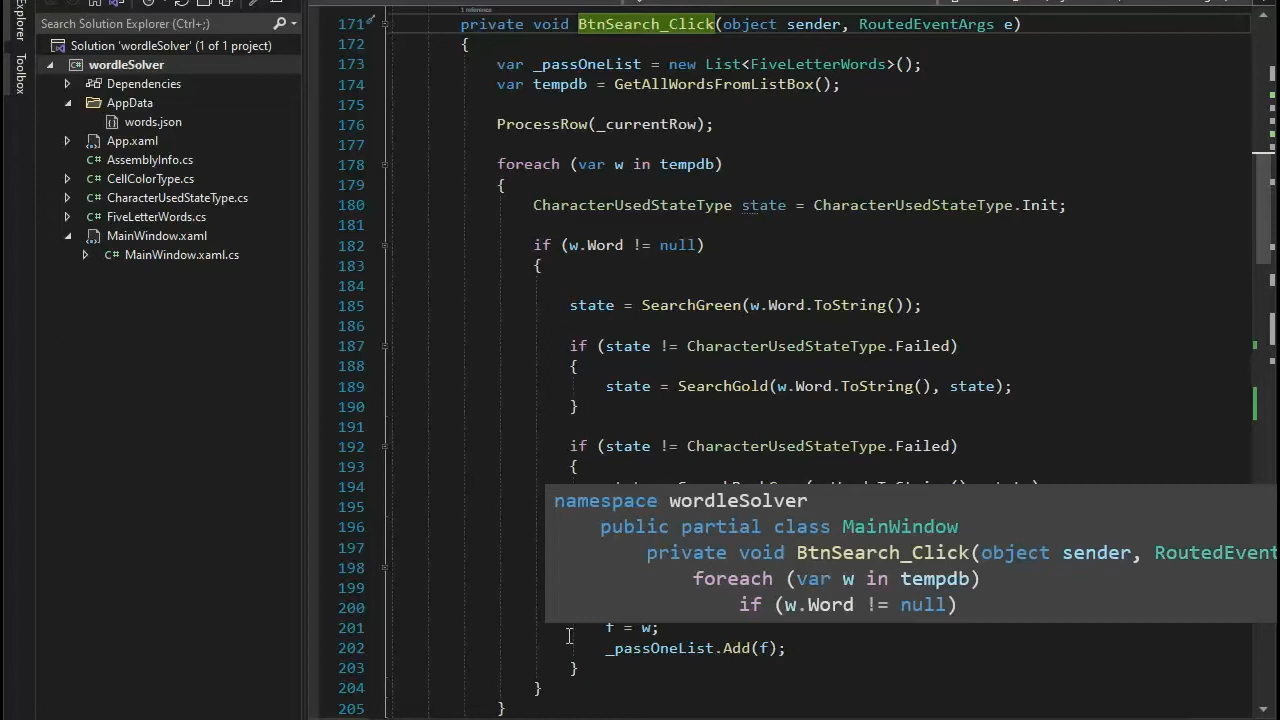 Explorer
Toolbox
Search Solution Explorer (Ctrl+;)
Solution 'wordleSolver' (1 of 1 project)
wordleSolver
Dependencies
AppData
words.json
App.xaml
AssemblyInfo.cs
CellColorType.cs
CharacterUsedStateType.cs
FiveLetterWords.cs
MainWindow.xaml
MainWindow.xaml.cs
1 reference
171 private void BtnSearch_Click(object sender, RoutedEventArgs e)
172 {
173 var _passOneList = new List<FiveLetterWords>();
174 var tempdb = GetAllWordsFromListBox();
175
176 ProcessRow(_currentRow);
177
178 foreach (var w in tempdb)
179 {
180 CharacterUsedStateType state = CharacterUsedStateType.Init;
181
182 if (w.Word != null)
183 {
184
185 state = SearchGreen(w.Word.ToString());
186
187 if (state != CharacterUsedStateType.Failed)
188 {
189 state = SearchGold(w.Word.ToString(), state);
190 }
191
192 if (state != CharacterUsedStateType.Failed)
193 {
194
195
196
197
198
199
200
201 f = w;
202 _passOneList.Add(f);
203 }
204 }
205 }
namespace wordleSolver
public partial class MainWindow
private void BtnSearch_Click(object sender, RoutedEvent
foreach (var w in tempdb)
if (w.Word != null)